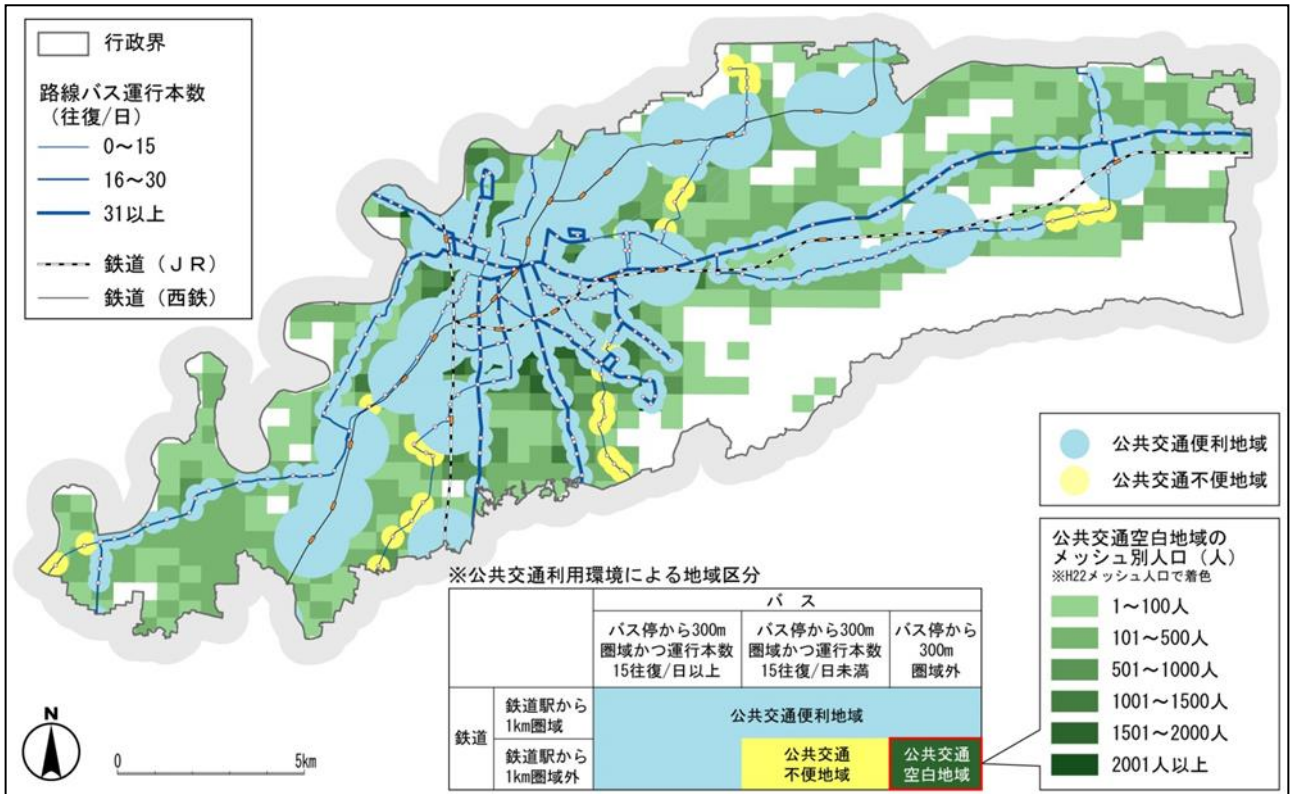 行政界
路線バス運行本数
(往復/日)
0～15
16～30
31以上
鉄道(JR)
鉄道(西鉄)
公共交通便利地域
公共交通不便地域
公共交通空白地域の
メッシュ別人口(人)
※H22メッシュ人口で着色
1～100人
101～500人
501～1000人
1001～1500人
1501～2000人
2001人以上
※公共交通利用環境による地域区分
バス
バス停から300m
圏域かつ運行本数
15往復/日以上
バス停から300m
圏域かつ運行本数
15往復/日未満
バス停から
300m
圏域外
鉄道
鉄道駅から
1km圏域
公共交通便利地域
鉄道駅から
1km圏域外
公共交通
不便地域
公共交通
空白地域
N
0
5km